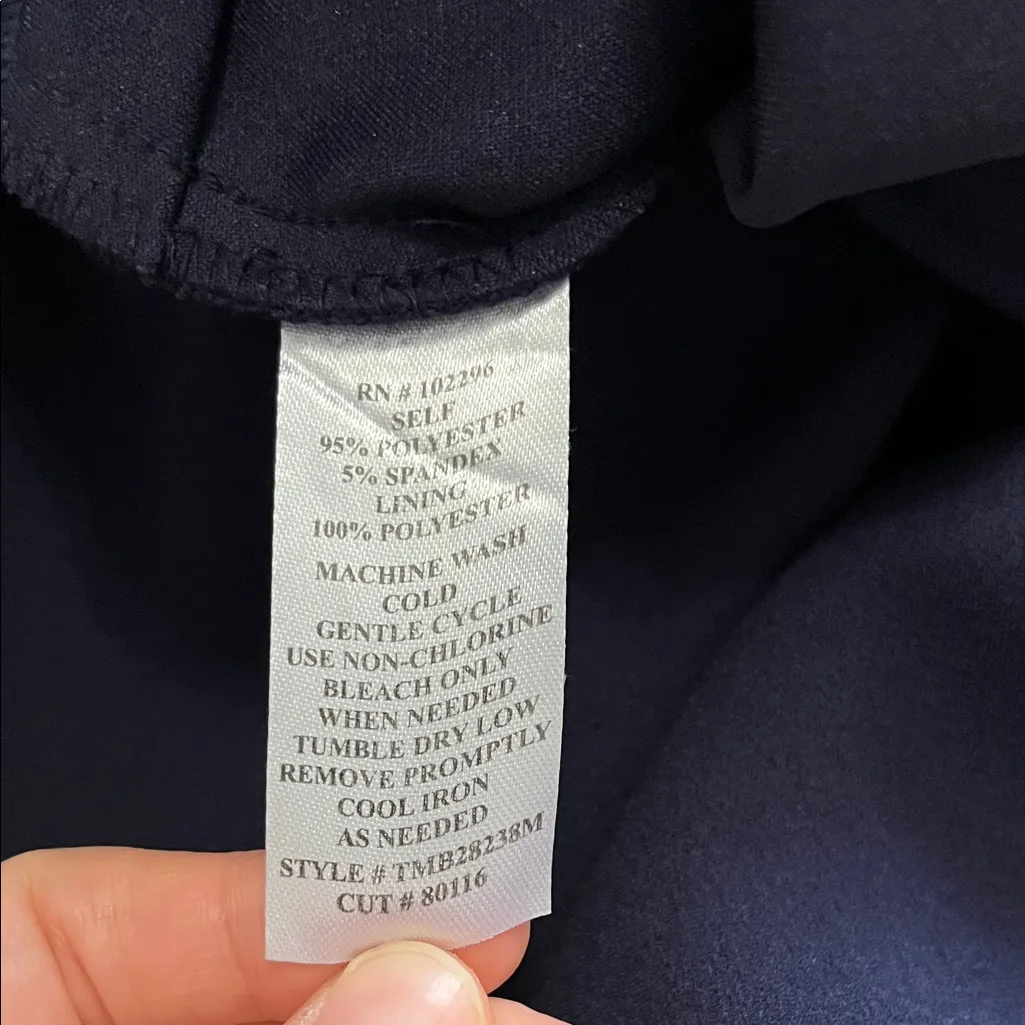 RN # 102296
SELF
95% POLYESTER
5% SPANDEX
LINING
100% POLYESTER
MACHINE WASH
COLD
GENTLE CYCLE
USE NON-CHLORINE
BLEACH ONLY
WHEN NEEDED
TUMBLE DRY LOW
REMOVE PROMPTLY
COOL IRON
AS NEEDED
STYLE # TMB28238M
CUT # 80116